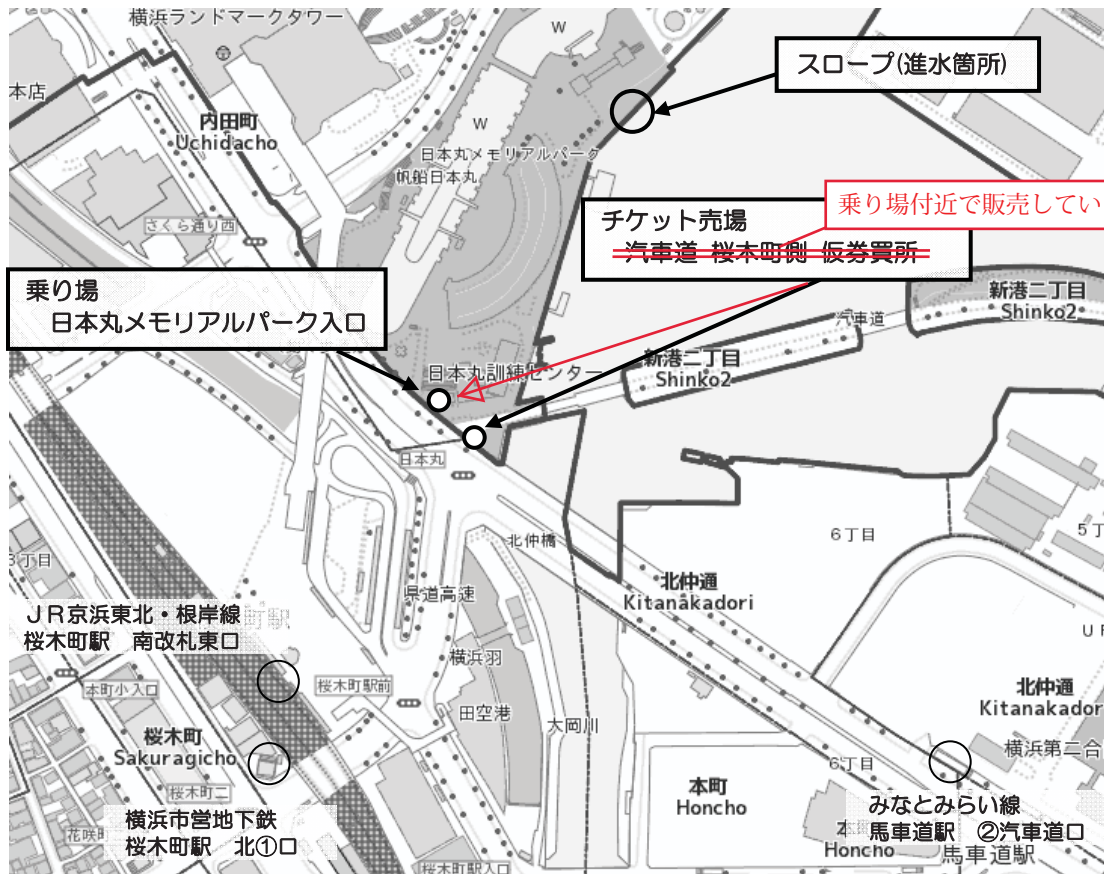 横浜ランドマークタワー
本店
W
スロープ(進水箇所)
内田町
Uchidacho
W
日本丸メモリアルパーク
帆船日本丸
さくら通り西
乗り場付近で販売してい
チケット売場
汽車道 桜木町側 仮券買所
乗り場
日本丸メモリアルパーク入口
新港二丁目
Shinko2
汽車道
新港二丁目
Shinko2
日本丸訓練センター
日本丸
6丁目
5丁
北仲橋
3丁目
県道高速
北仲通
Kitanakadori
JR京浜東北・根岸線
桜木町駅 南改札東口
横浜羽
田空港
大岡川
桜木町駅前
本町小入口
北仲通
Kitanakador
桜木町
Sakuragicho
横浜第二合
6丁目
本町
Honcho
桜木町二
花咲町
横浜市営地下鉄
桜木町駅 北①口
みなとみらい線
馬車道駅 ②汽車道口
Honcho
馬車道駅
桜木町駅入口